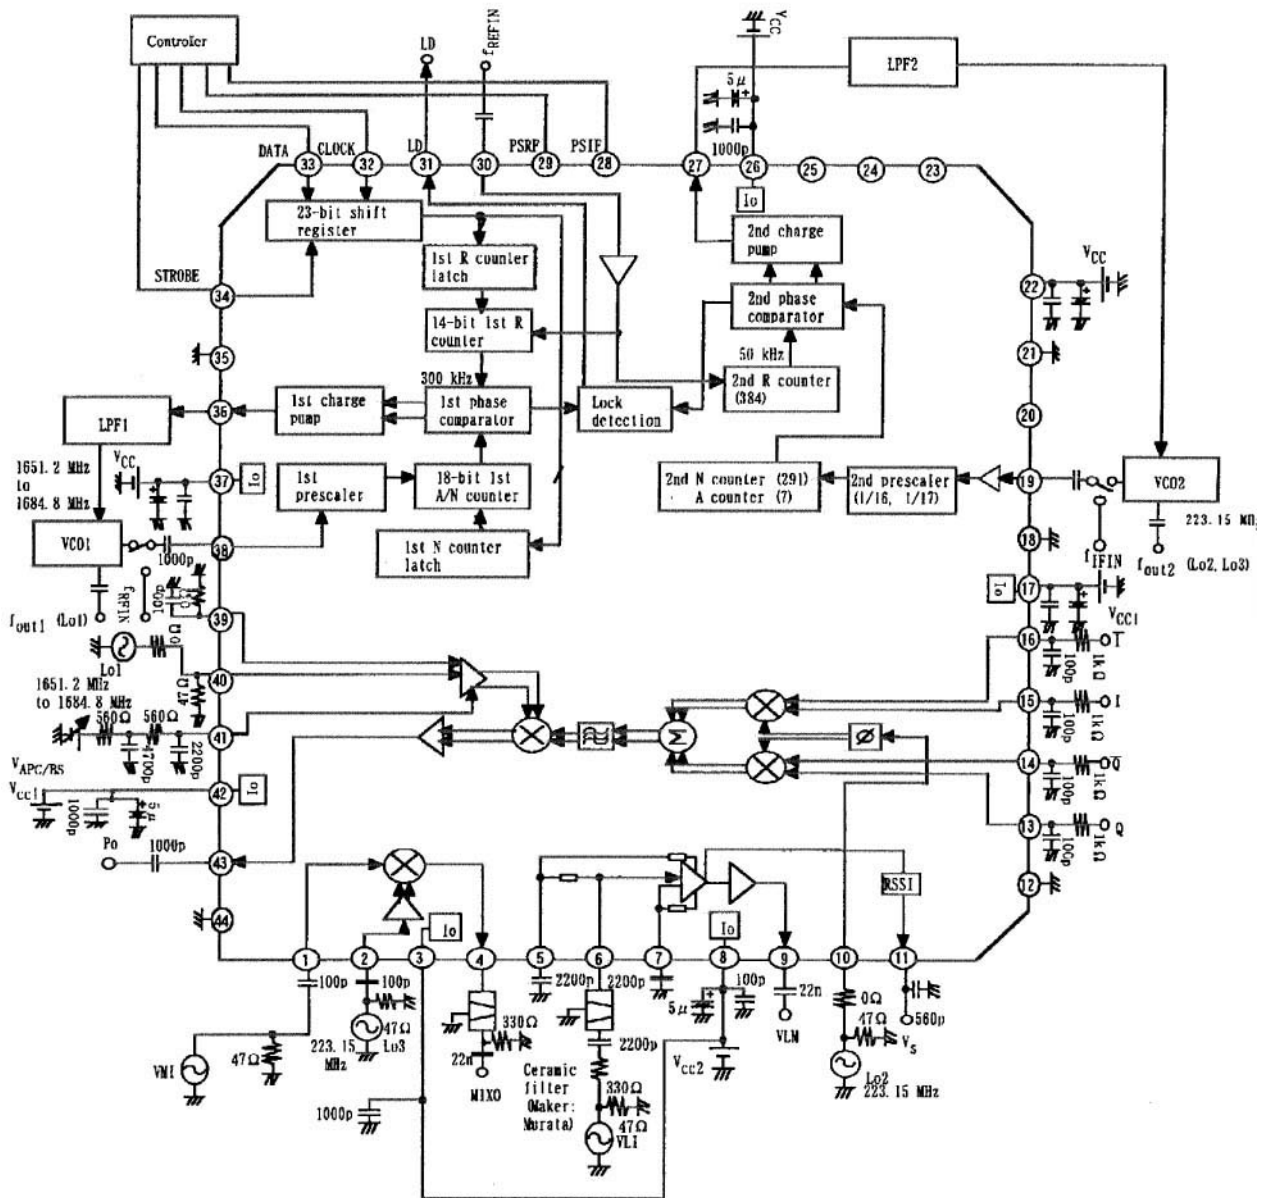 Controller
LD
fREFIN
VCC
LPF2
5μ
1000p
DATA
CLOCK
LD
PSRF
PSIF
33
32
31
30
29
28
27
26
25
24
23
Io
23-bit shift
register
1st R counter
latch
2nd charge
pump
STROBE
34
VCC
22
14-bit 1st R
counter
2nd phase
comparator
35
21
300 kHz
50 kHz
2nd R counter
(384)
36
1st charge
pump
1st phase
comparator
Lock
detection
20
LPF1
VCC
1651.2 MHz
to
1684.8 MHz
37
Io
1st
prescaler
18-bit 1st
A/N counter
2nd N counter (291)
A counter (7)
2nd prescaler
(1/16, 1/17)
19
VCO2
223.15 MHz
VCO1
1000p
38
1st N counter
latch
18
fIFIN
fout2 (Lo2, Lo3)
fout1 (Lo1)
fRFIN
100p
39
Io
17
VCC1
16
I
100p
1kΩ
0Ω
Lo1
40
47Ω
1651.2 MHz
to 1684.8 MHz
15
I
100p
1kΩ
560Ω
560Ω
41
Σ
Ø
VAPC/BS
4700p
2200p
14
Q
100p
1kΩ
VCC1
42
Io
1000p
5μ
13
Q
100p
1kΩ
Po
1000p
43
RSSI
12
44
Io
Io
1
2
3
4
5
6
7
8
9
10
11
100p
100p
2200p
2200p
100p
22n
0Ω
560p
5μ
47Ω
47Ω
Lo3
223.15
MHz
330Ω
22n
MIXO
2200p
VLM
47Ω
VS
VMI
Ceramic
filter
(Maker:
Murata)
330Ω
47Ω
VLI
VCC2
Lo2
223.15 MHz
1000p